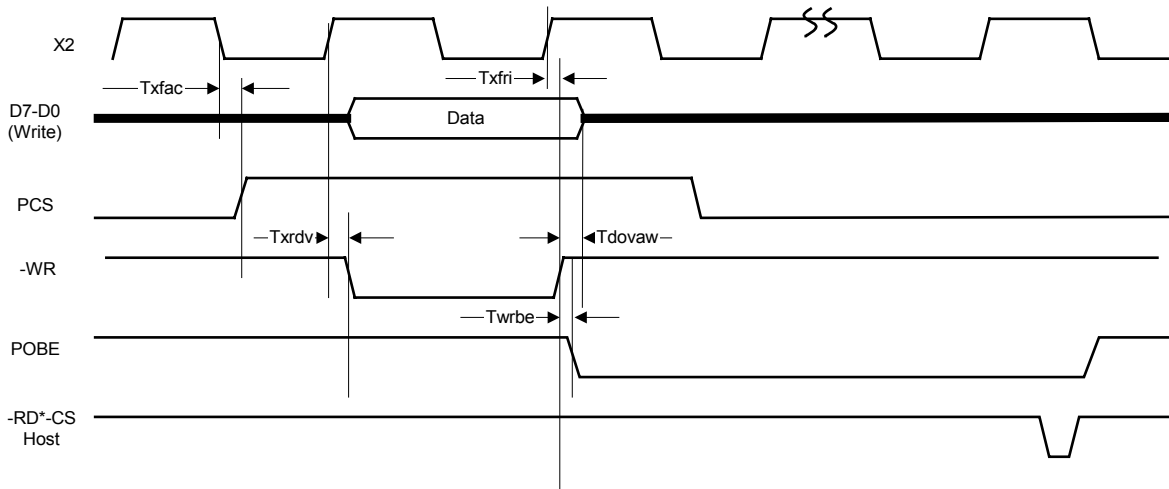 X2
Txfac
Txfri
D7-D0
(Write)
Data
PCS
Txrdv
Tdovaw
-WR
Twrbe
POBE
-RD*-CS
Host